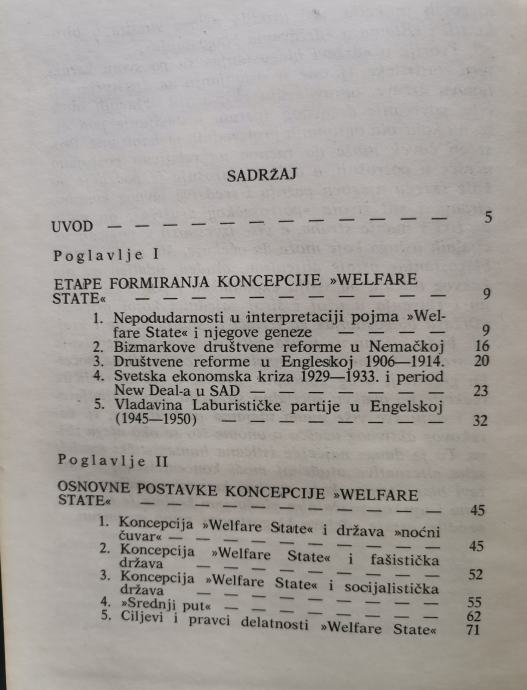 SADRŽAJ
UVOD — — — — — — — — — — — 5
Poglavlje I
ETAPE FORMIRANJA KONCEPCIJE »WELFARE
STATE« — — — — — — — — — — 9
1. Nepodudarnosti u interpretaciji pojma »Wel-
fare State« i njegove geneze — — — — 9
2. Bizmarkove društvene reforme u Nemačkoj 16
3. Društvene reforme u Engleskoj 1906—1914. 20
4. Svetska ekonomska kriza 1929—1933. i period
New Deal-a u SAD — — — — — — 23
5. Vladavina Laburističke partije u Engelskoj
(1945—1950) — — — — — — — — 32
Poglavlje II
OSNOVNE POSTAVKE KONCEPCIJE »WELFARE
STATE« — — — — — — — — — — 45
1. Koncepcija »Welfare State« i država »noćni
čuvar« — — — — — — — — — 45
2. Koncepcija »Welfare State« i fašistička
država — — — — — — — — — 52
3. Koncepcija »Welfare State« i socijalistička
država — — — — — — — — — 55
4. »Srednji put« — — — — — — — 62
5. Ciljevi i pravci delatnosti »Welfare State« 71